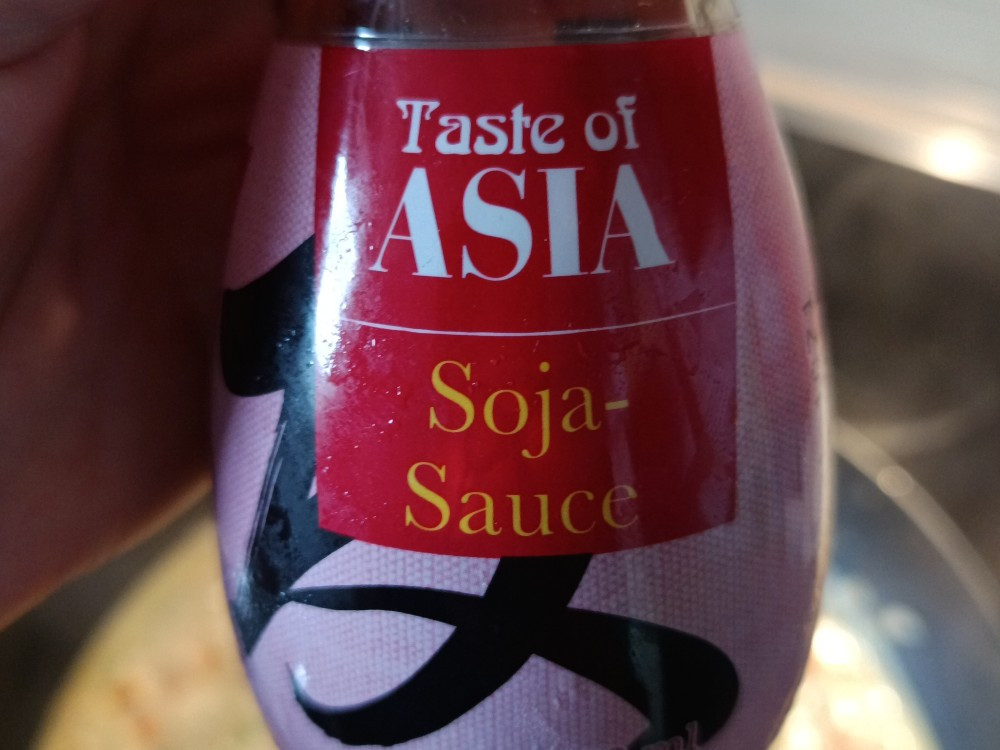 Taste of
ASIA
Soja-
Sauce